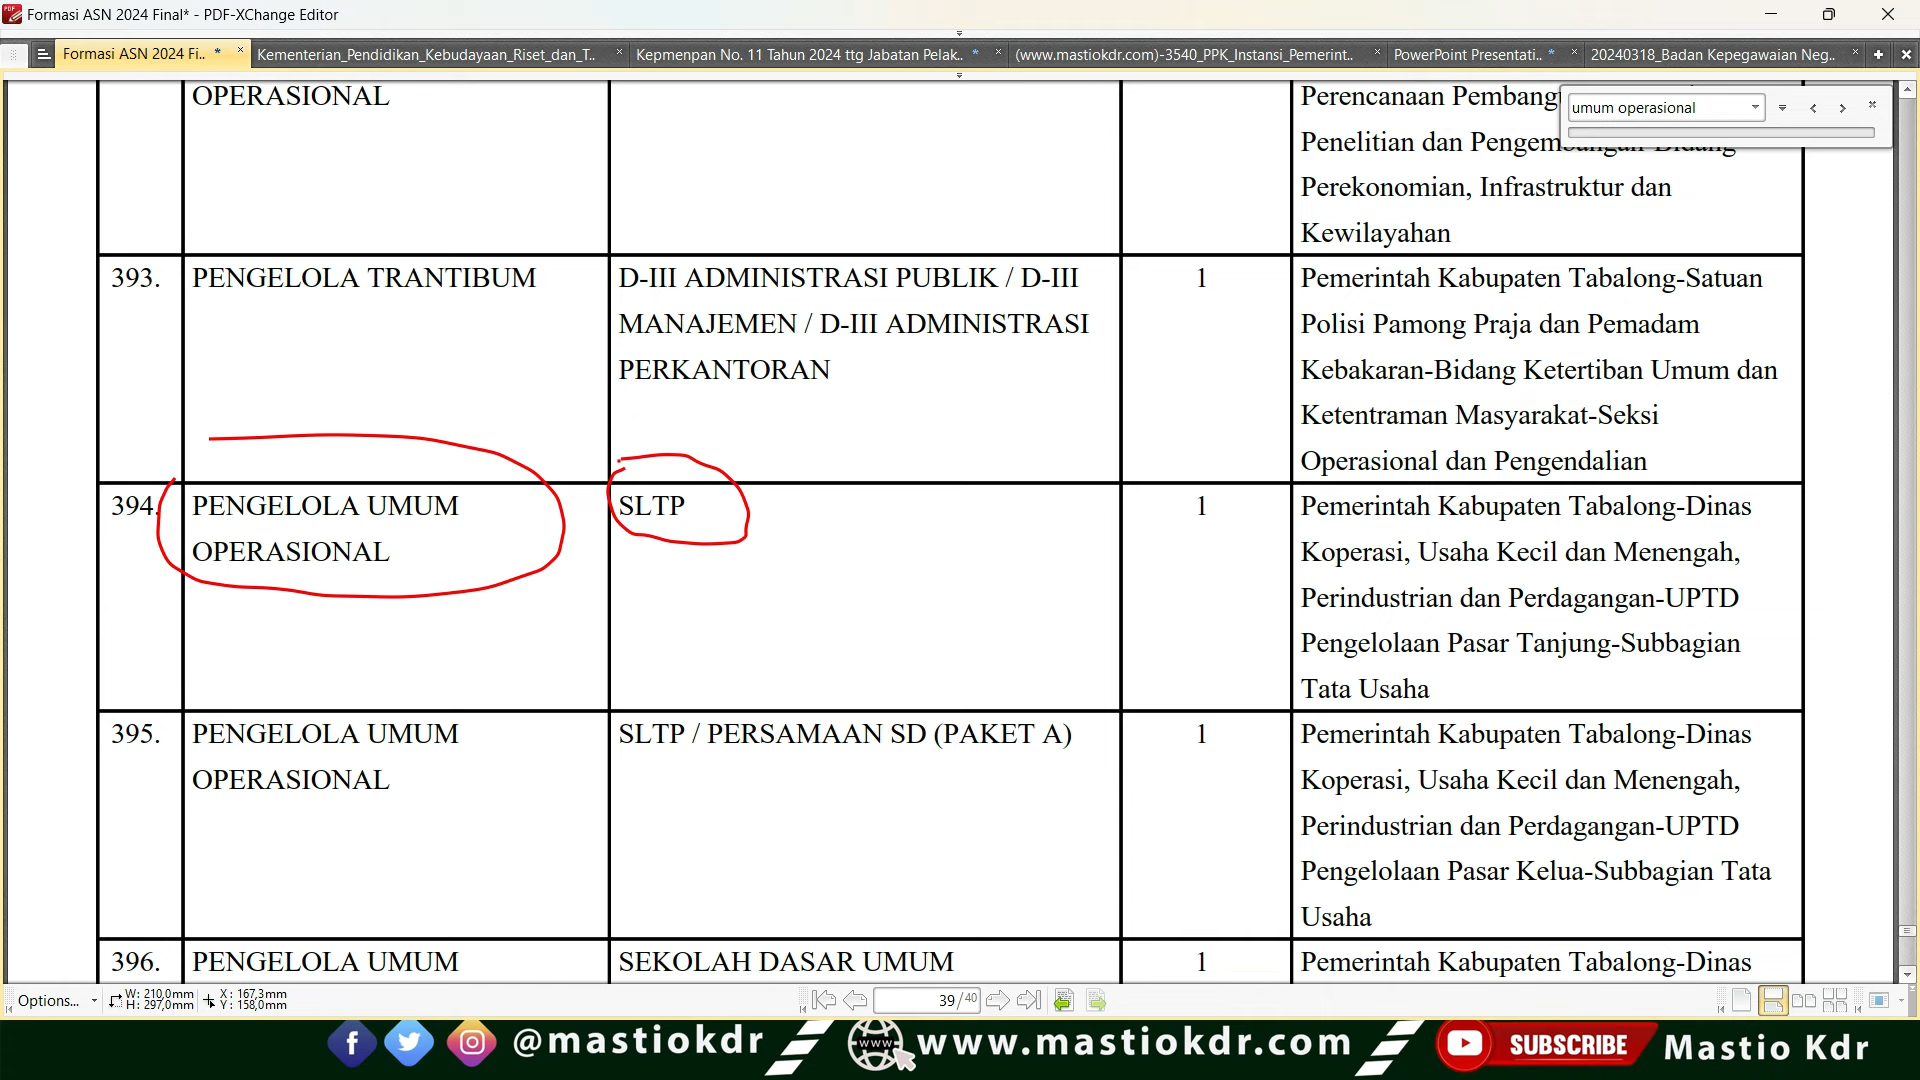 Formasi ASN 2024 Final* - PDF-XChange Editor
Formasi ASN 2024 Fi.. *
Kementerian_Pendidikan_Kebudayaan_Riset_dan_T..
Kepmenpan No. 11 Tahun 2024 ttg Jabatan Pelak.. *
(www.mastiokdr.com)-3540_PPK_Instansi_Pemerint..
PowerPoint Presentati.. *
20240318_Badan Kepegawaian Neg..
umum operasional
OPERASIONAL
Perencanaan Pembang
Penelitian dan Pengembangan Bidang
Perekonomian, Infrastruktur dan
Kewilayahan
393.
PENGELOLA TRANTIBUM
D-III ADMINISTRASI PUBLIK / D-III
MANAJEMEN / D-III ADMINISTRASI
PERKANTORAN
1
Pemerintah Kabupaten Tabalong-Satuan
Polisi Pamong Praja dan Pemadam
Kebakaran-Bidang Ketertiban Umum dan
Ketentraman Masyarakat-Seksi
Operasional dan Pengendalian
394.
PENGELOLA UMUM
OPERASIONAL
SLTP
1
Pemerintah Kabupaten Tabalong-Dinas
Koperasi, Usaha Kecil dan Menengah,
Perindustrian dan Perdagangan-UPTD
Pengelolaan Pasar Tanjung-Subbagian
Tata Usaha
395.
PENGELOLA UMUM
OPERASIONAL
SLTP / PERSAMAAN SD (PAKET A)
1
Pemerintah Kabupaten Tabalong-Dinas
Koperasi, Usaha Kecil dan Menengah,
Perindustrian dan Perdagangan-UPTD
Pengelolaan Pasar Kelua-Subbagian Tata
Usaha
396.
PENGELOLA UMUM
SEKOLAH DASAR UMUM
1
Pemerintah Kabupaten Tabalong-Dinas
Options...
W: 210,0mm
H: 297,0mm
X: 167,3mm
Y: 158,0mm
39 / 40
@mastiokdr
WWW
www.mastiokdr.com
SUBSCRIBE
Mastio Kdr